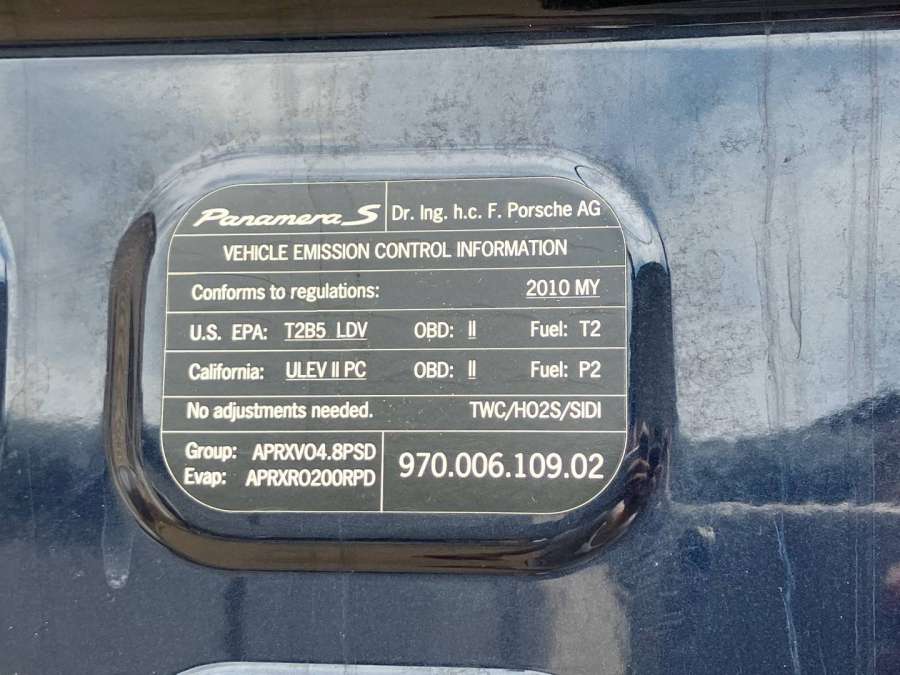 Panamera S Dr. Ing. h.c. F. Porsche AG
VEHICLE EMISSION CONTROL INFORMATION
Conforms to regulations: 2010 MY
U.S. EPA: T2B5 LDV OBD: II Fuel: T2
California: ULEV II PC OBD: II Fuel: P2
No adjustments needed. TWC/HO2S/SIDI
Group: APRXV04.8PSD
Evap: APRXR0200RPD
970.006.109.02